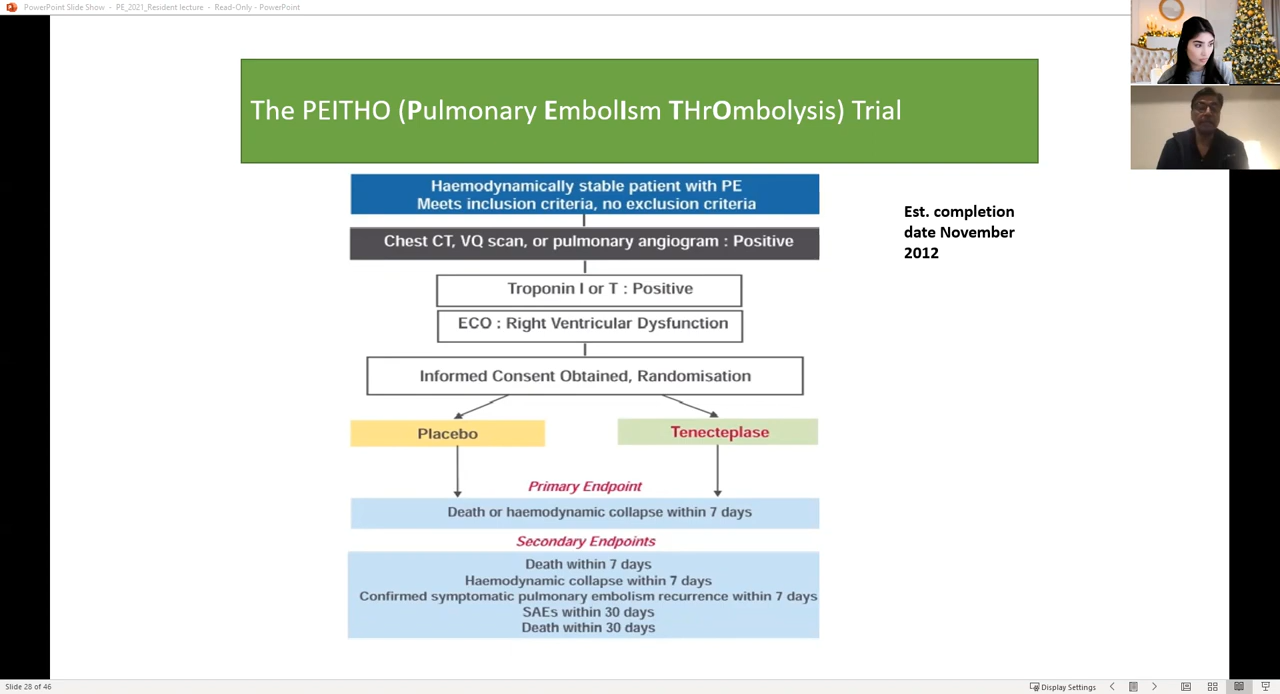 PowerPoint Slide Show - PE_2021_Resident lecture - Read-Only - PowerPoint
The PEITHO (Pulmonary EmbolIsm THrOmbolysis) Trial
Haemodynamically stable patient with PE
Meets inclusion criteria, no exclusion criteria
Est. completion
date November
2012
Chest CT, VQ scan, or pulmonary angiogram : Positive
Troponin I or T : Positive
ECO : Right Ventricular Dysfunction
Informed Consent Obtained, Randomisation
Placebo
Tenecteplase
Primary Endpoint
Death or haemodynamic collapse within 7 days
Secondary Endpoints
Death within 7 days
Haemodynamic collapse within 7 days
Confirmed symptomatic pulmonary embolism recurrence within 7 days
SAEs within 30 days
Death within 30 days
Slide 28 of 46
Display Settings